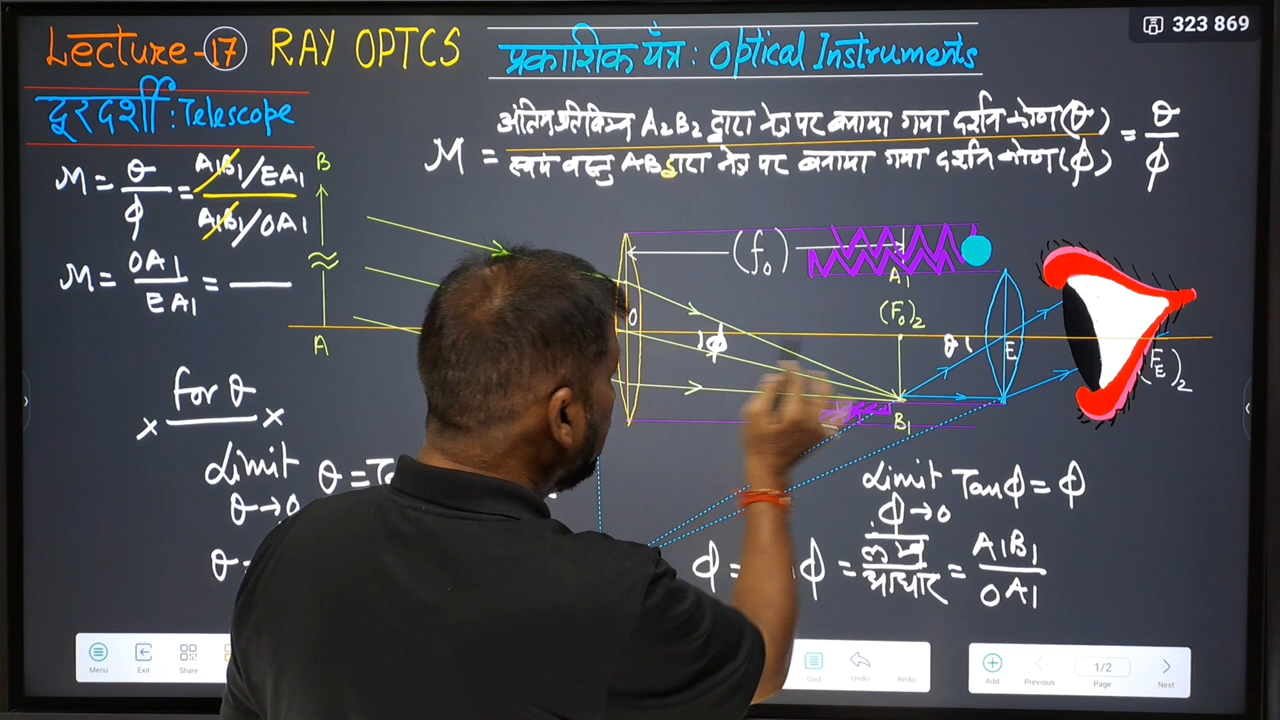 Lecture-17 RAY OPTCS प्रकाशिक यंत्र: Optical Instruments
323 869
दूरदर्शी: Telescope
M = अंतिम प्रतिबिम्ब A₂B₂ द्वारा नेत्र पर बनाया गया दर्शन कोण (θ) / स्वयं वस्तु AB द्वारा नेत्र पर बनाया गया दर्शन कोण (ϕ) = θ/ϕ
M = θ/ϕ = A₁B₁/EA₁ / A₁B₁/OA₁
M = OA₁/EA₁ =
B
A
(f₀)
A₁
(F₀)₂
O
ϕ
θ
E
(F_E)₂
B₁
x for θ x
Limit θ→0 θ = Ta
θ =
Limit ϕ→0 Tanϕ = ϕ
ϕ = ϕ = लम्ब/आधार = A₁B₁/OA₁
Menu Exit Share Grid Undo Redo Add Previous 1/2 Page Next